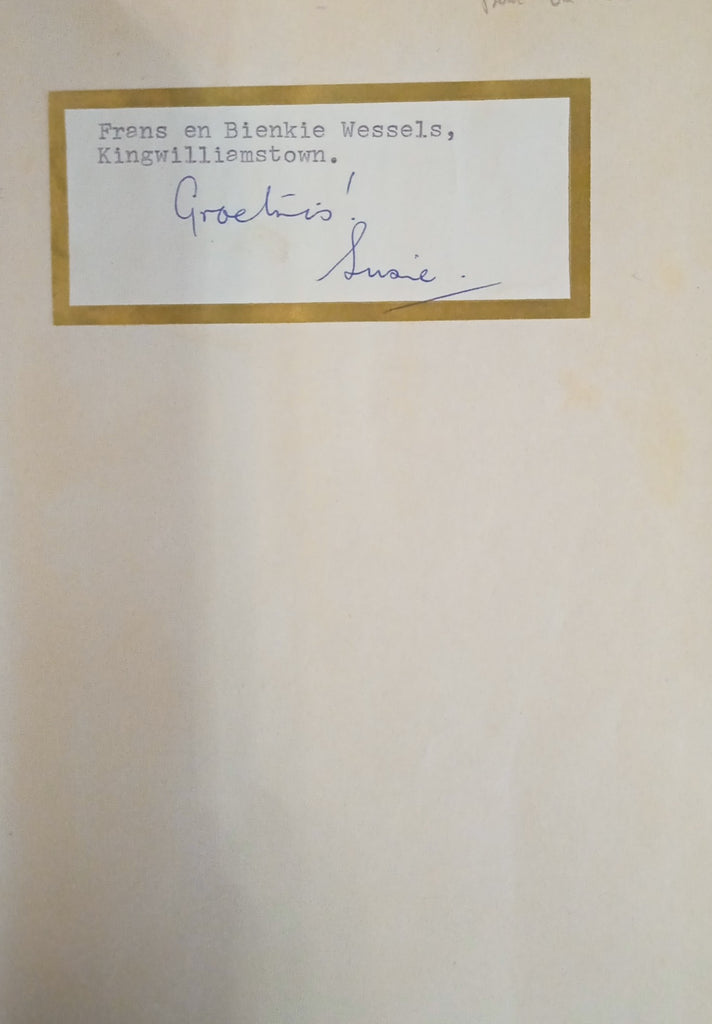 Frans en Bienkie Wessels,
Kingwilliamstown.
Groetnis!
Susie.